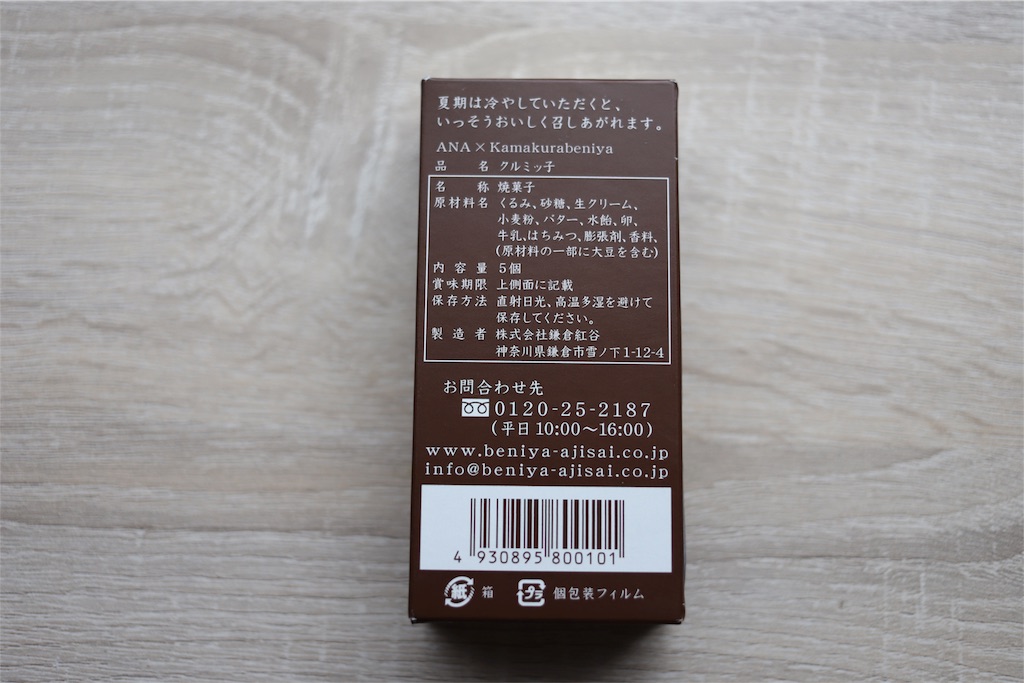 夏期は冷やしていただくと、
いっそうおいしく召しあがれます。
ANA×Kamakurabeniya
品名 クルミッ子
名称 焼菓子
原材料名 くるみ、砂糖、生クリーム、
小麦粉、バター、水飴、卵、
牛乳、はちみつ、膨張剤、香料、
(原材料の一部に大豆を含む)
内容量 5個
賞味期限 上側面に記載
保存方法 直射日光、高温多湿を避けて
保存してください。
製造者 株式会社鎌倉紅谷
神奈川県鎌倉市雪ノ下1-12-4
お問合わせ先
0120-25-2187
(平日 10:00〜16:00)
www.beniya-ajisai.co.jp
info@beniya-ajisai.co.jp
4 930895 800101
紙 箱 プラ 個包装フィルム